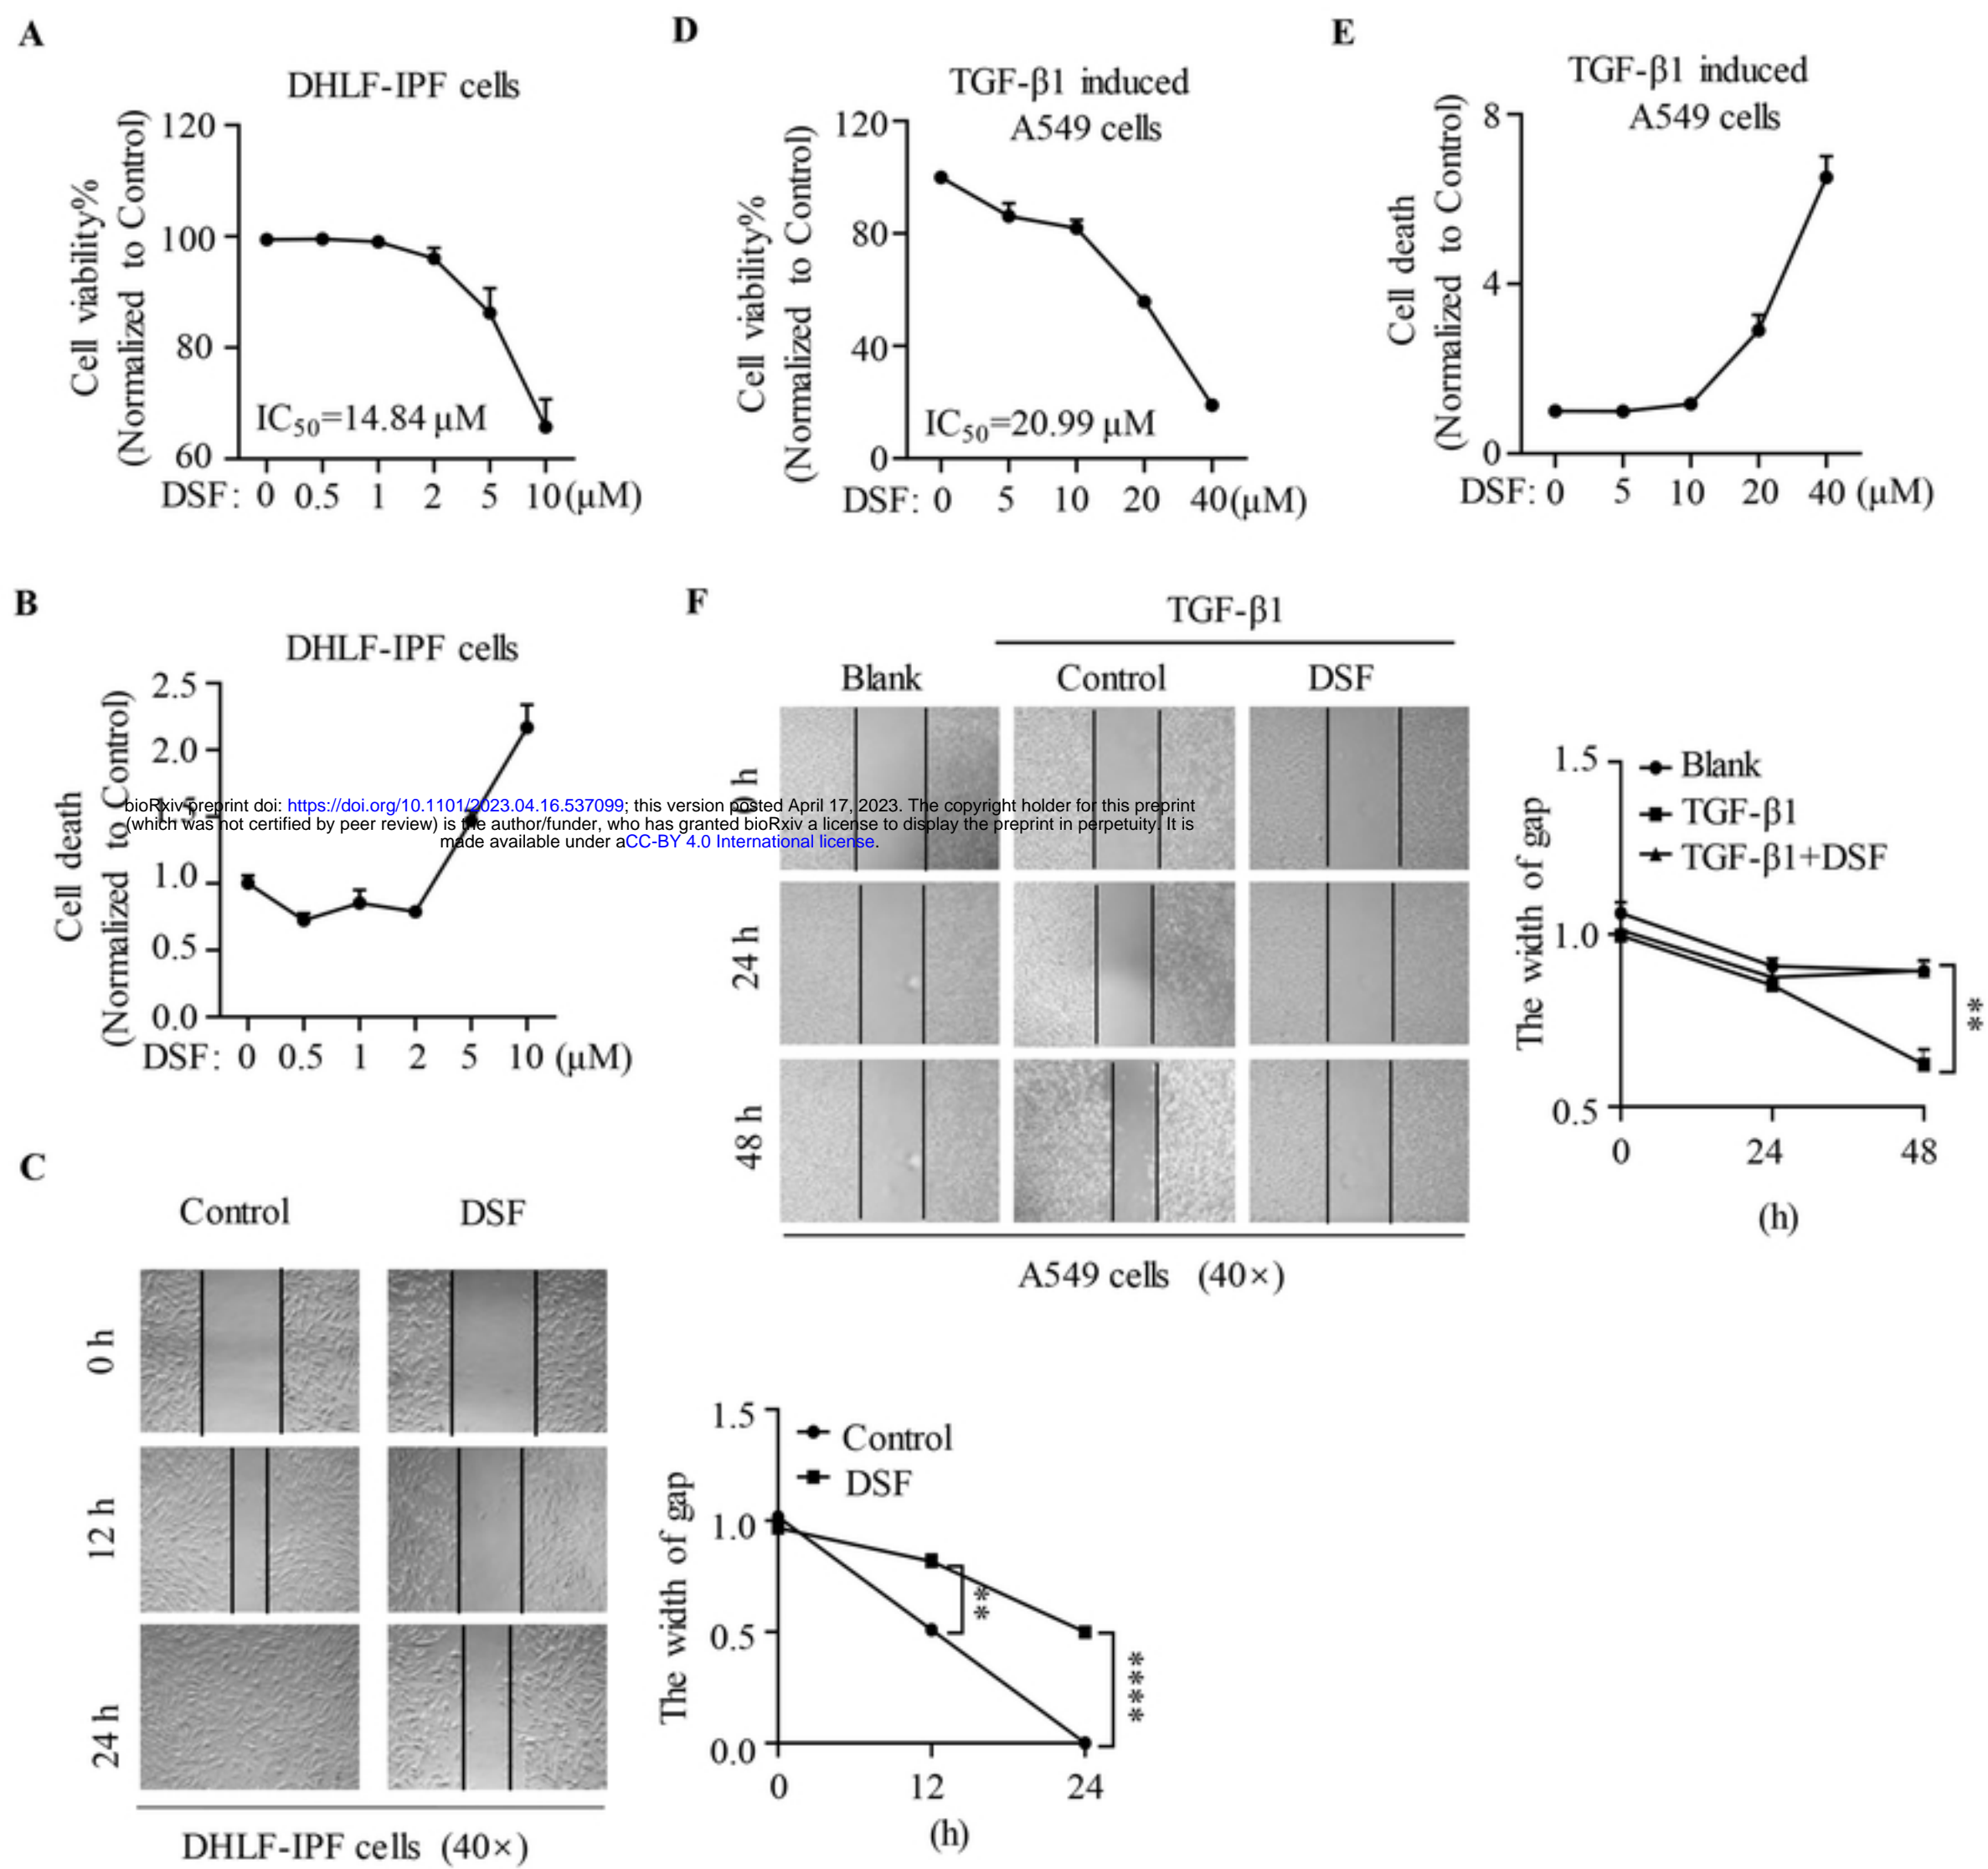 A
DHLF-IPF cells
Cell viability%
(Normalized to Control)
120
100
80
60
IC50=14.84 μM
DSF: 0 0.5 1 2 5 10 (μM)
D
TGF-β1 induced
A549 cells
Cell viability%
(Normalized to Control)
120
80
40
0
IC50=20.99 μM
DSF: 0 5 10 20 40 (μM)
E
TGF-β1 induced
A549 cells
Cell death
(Normalized to Control)
8
4
0
DSF: 0 5 10 20 40 (μM)
B
DHLF-IPF cells
Cell death
(Normalized to Control)
2.5
2.0
1.5
1.0
0.5
0.0
DSF: 0 0.5 1 2 5 10 (μM)
bioRxiv preprint doi: https://doi.org/10.1101/2023.04.16.537099; this version posted April 17, 2023. The copyright holder for this preprint
(which was not certified by peer review) is the author/funder, who has granted bioRxiv a license to display the preprint in perpetuity. It is
made available under aCC-BY 4.0 International license.
F
TGF-β1
Blank Control DSF
0 h
24 h
48 h
A549 cells (40×)
The width of gap
1.5
1.0
0.5
Blank
TGF-β1
TGF-β1+DSF
**
0 24 48
(h)
C
Control DSF
0 h
12 h
24 h
DHLF-IPF cells (40×)
The width of gap
1.5
1.0
0.5
0.0
Control
DSF
**
****
0 12 24
(h)